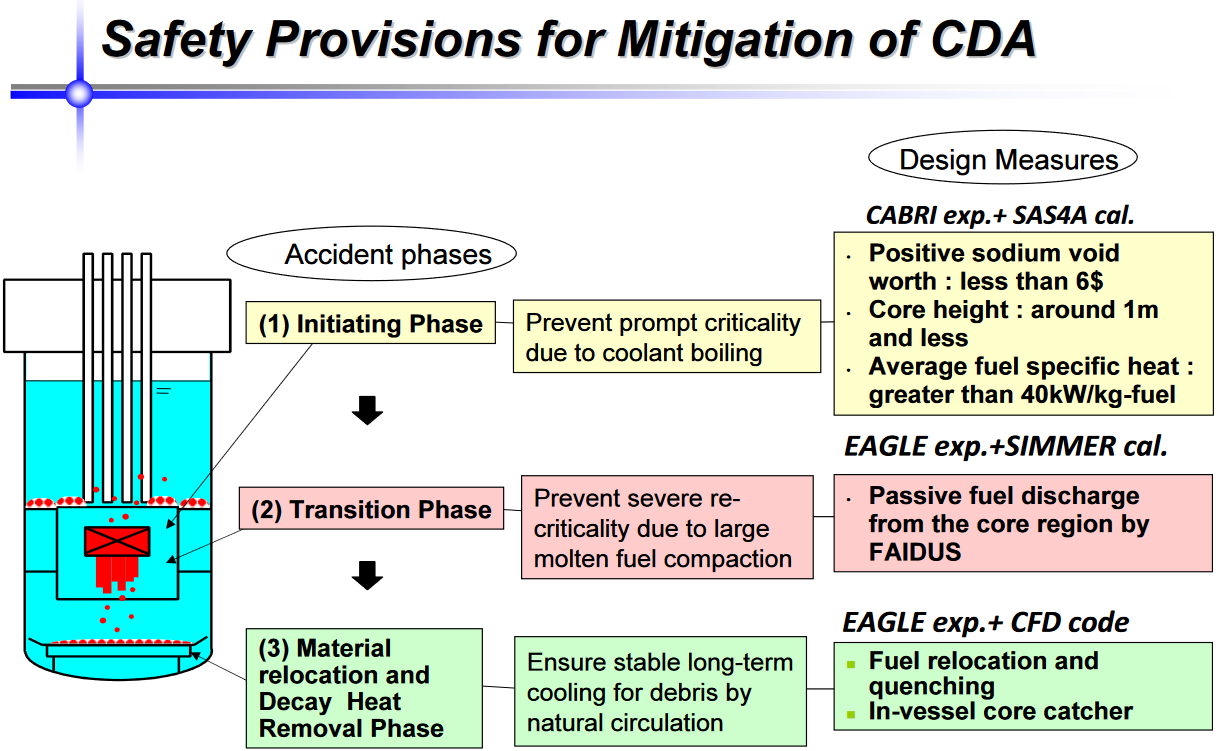 Safety Provisions for Mitigation of CDA
Design Measures
Accident phases
CABRI exp.+ SAS4A cal.
(1) Initiating Phase
Prevent prompt criticality
due to coolant boiling
· Positive sodium void
worth : less than 6$
· Core height : around 1m
and less
· Average fuel specific heat :
greater than 40kW/kg-fuel
EAGLE exp.+SIMMER cal.
(2) Transition Phase
Prevent severe re-
criticality due to large
molten fuel compaction
· Passive fuel discharge
from the core region by
FAIDUS
EAGLE exp.+ CFD code
(3) Material
relocation and
Decay Heat
Removal Phase
Ensure stable long-term
cooling for debris by
natural circulation
▪ Fuel relocation and
quenching
▪ In-vessel core catcher